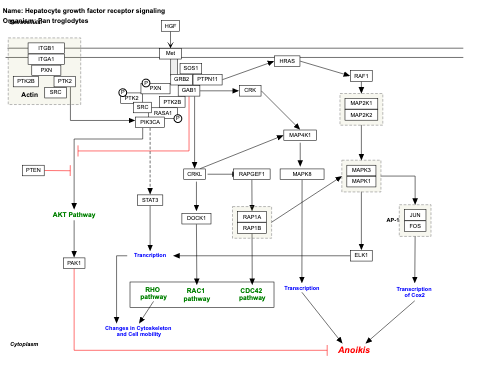 Name: Hepatocyte growth factor receptor signaling
Organism: Pan troglodytes
HGF
ITGB1
ITGA1
PXN
PTK2B
PTK2
SRC
Actin
Met
SOS1
GRB2
PTPN11
GAB1
P
PXN
P
PTK2
PTK2B
SRC
RASA1
P
PIK3CA
HRAS
RAF1
CRK
MAP2K1
MAP2K2
MAP4K1
PTEN
CRKL
RAPGEF1
MAPK8
MAPK3
MAPK1
STAT3
AKT Pathway
DOCK1
RAP1A
RAP1B
AP-1
JUN
FOS
Trancription
ELK1
PAK1
RHO
pathway
RAC1
pathway
CDC42
pathway
Transcription
Transcription
of Cox2
Changes in Cytoskeleton
and Cell mobility
Cytoplasm
Anoikis